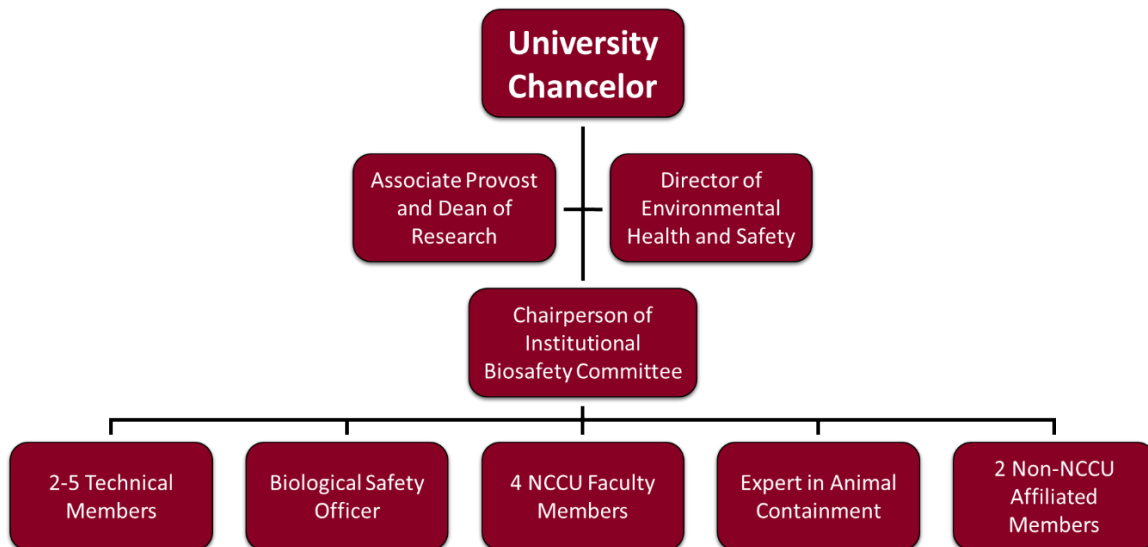 University
Chancelor
Associate Provost
and Dean of
Research
Director of
Environmental
Health and Safety
Chairperson of
Institutional
Biosafety Committee
2-5 Technical
Members
Biological Safety
Officer
4 NCCU Faculty
Members
Expert in Animal
Containment
2 Non-NCCU
Affiliated
Members